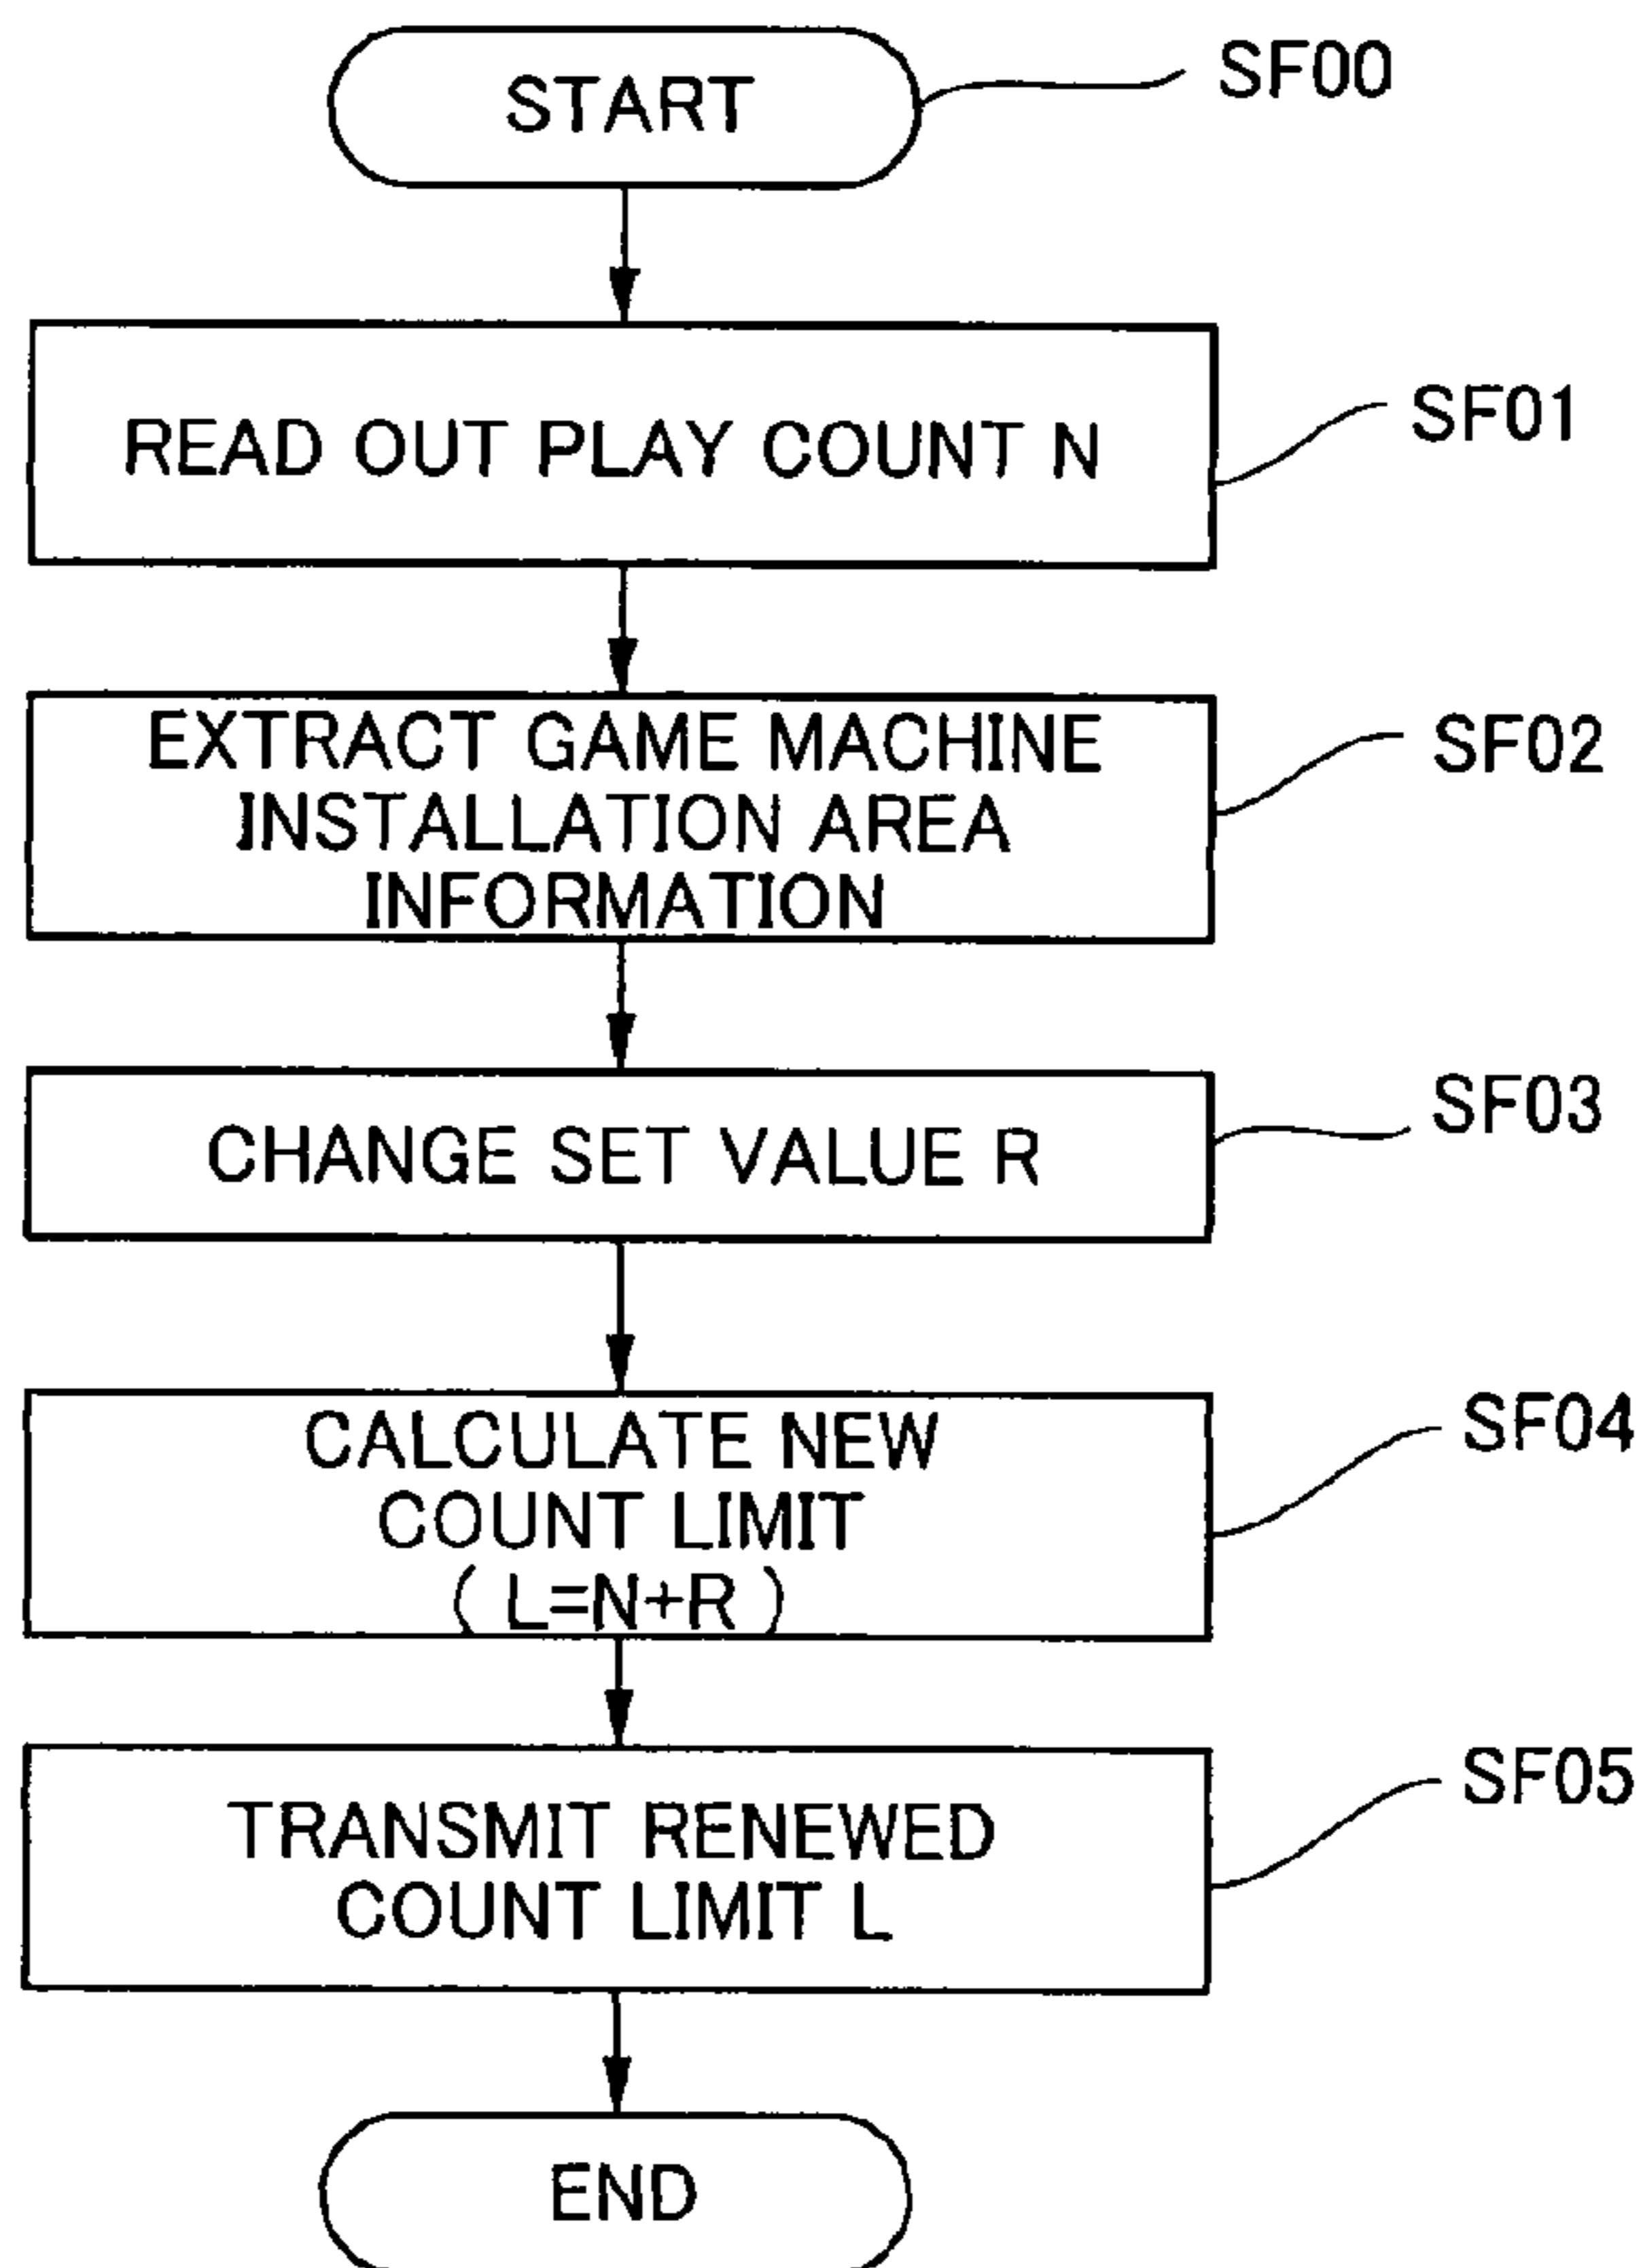 START
SF00
READ OUT PLAY COUNT N
SF01
EXTRACT GAME MACHINE
INSTALLATION AREA
INFORMATION
SF02
CHANGE SET VALUE R
SF03
CALCULATE NEW
COUNT LIMIT
( L=N+R )
SF04
TRANSMIT RENEWED
COUNT LIMIT L
SF05
END